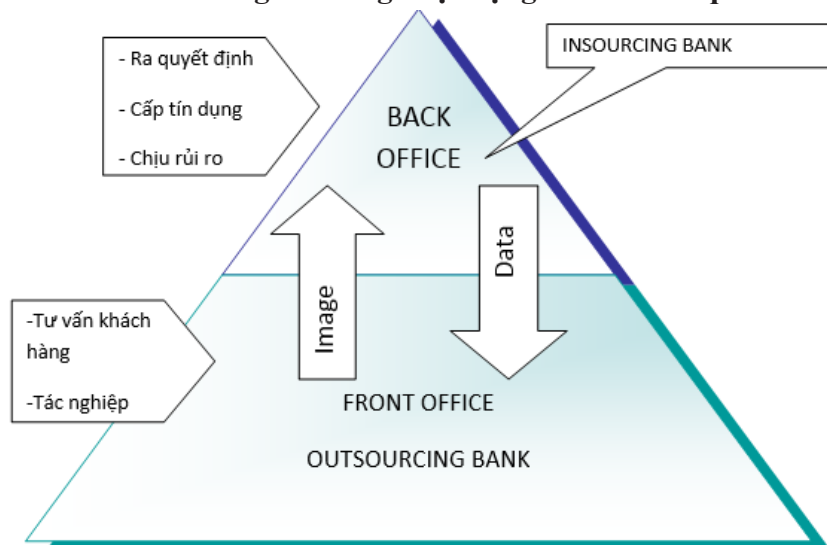 - Ra quyết định
- Cấp tín dụng
- Chịu rủi ro
INSOURCING BANK
BACK
OFFICE
Image
Data
-Tư vấn khách
hàng
-Tác nghiệp
FRONT OFFICE
OUTSOURCING BANK